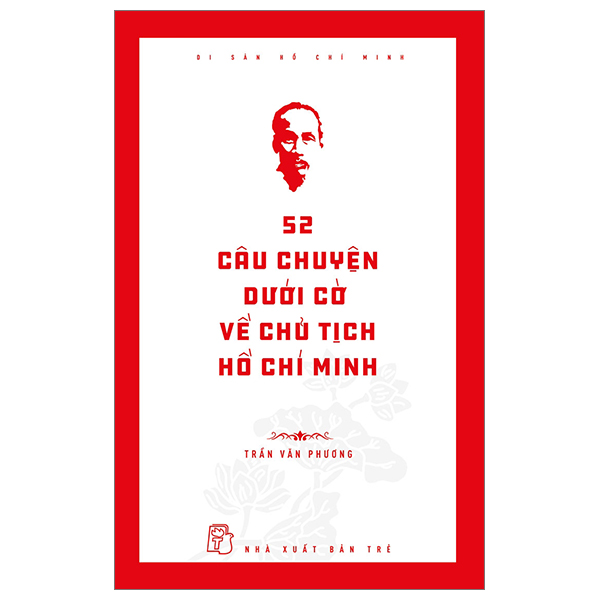 DI SẢN HỒ CHÍ MINH
52
CÂU CHUYỆN
DƯỚI CỜ
VỀ CHỦ TỊCH
HỒ CHÍ MINH
TRẦN VĂN PHƯƠNG
NHÀ XUẤT BẢN TRẺ